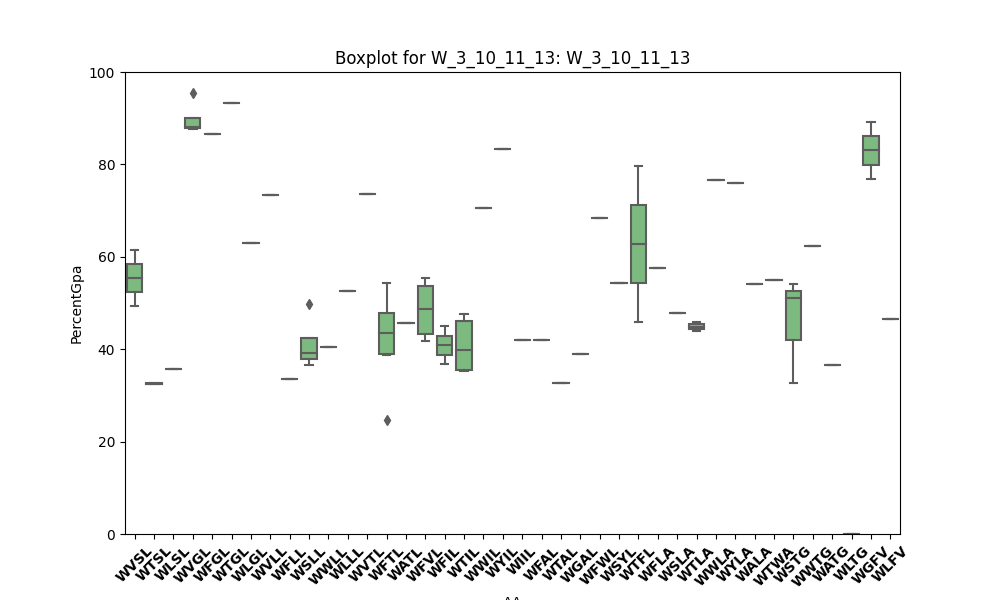 Boxplot for W_3_10_11_13: W_3_10_11_13
100
80
60
40
20
0
PercentGpa
WVSL
WTSL
WLSL
WVGL
WFGL
WTGL
WLGL
WVLL
WFLL
WSLL
WWLL
WLLL
WVTL
WFTL
WATL
WFVL
WFIL
WTIL
WWIL
WYIL
WIIL
WFAL
WTAL
WGAL
WFWL
WSYL
WTFL
WFLA
WSLA
WTLA
WWLA
WYLA
WALA
WTWA
WSTG
WWTG
WATG
WLTG
WGFV
WLFV